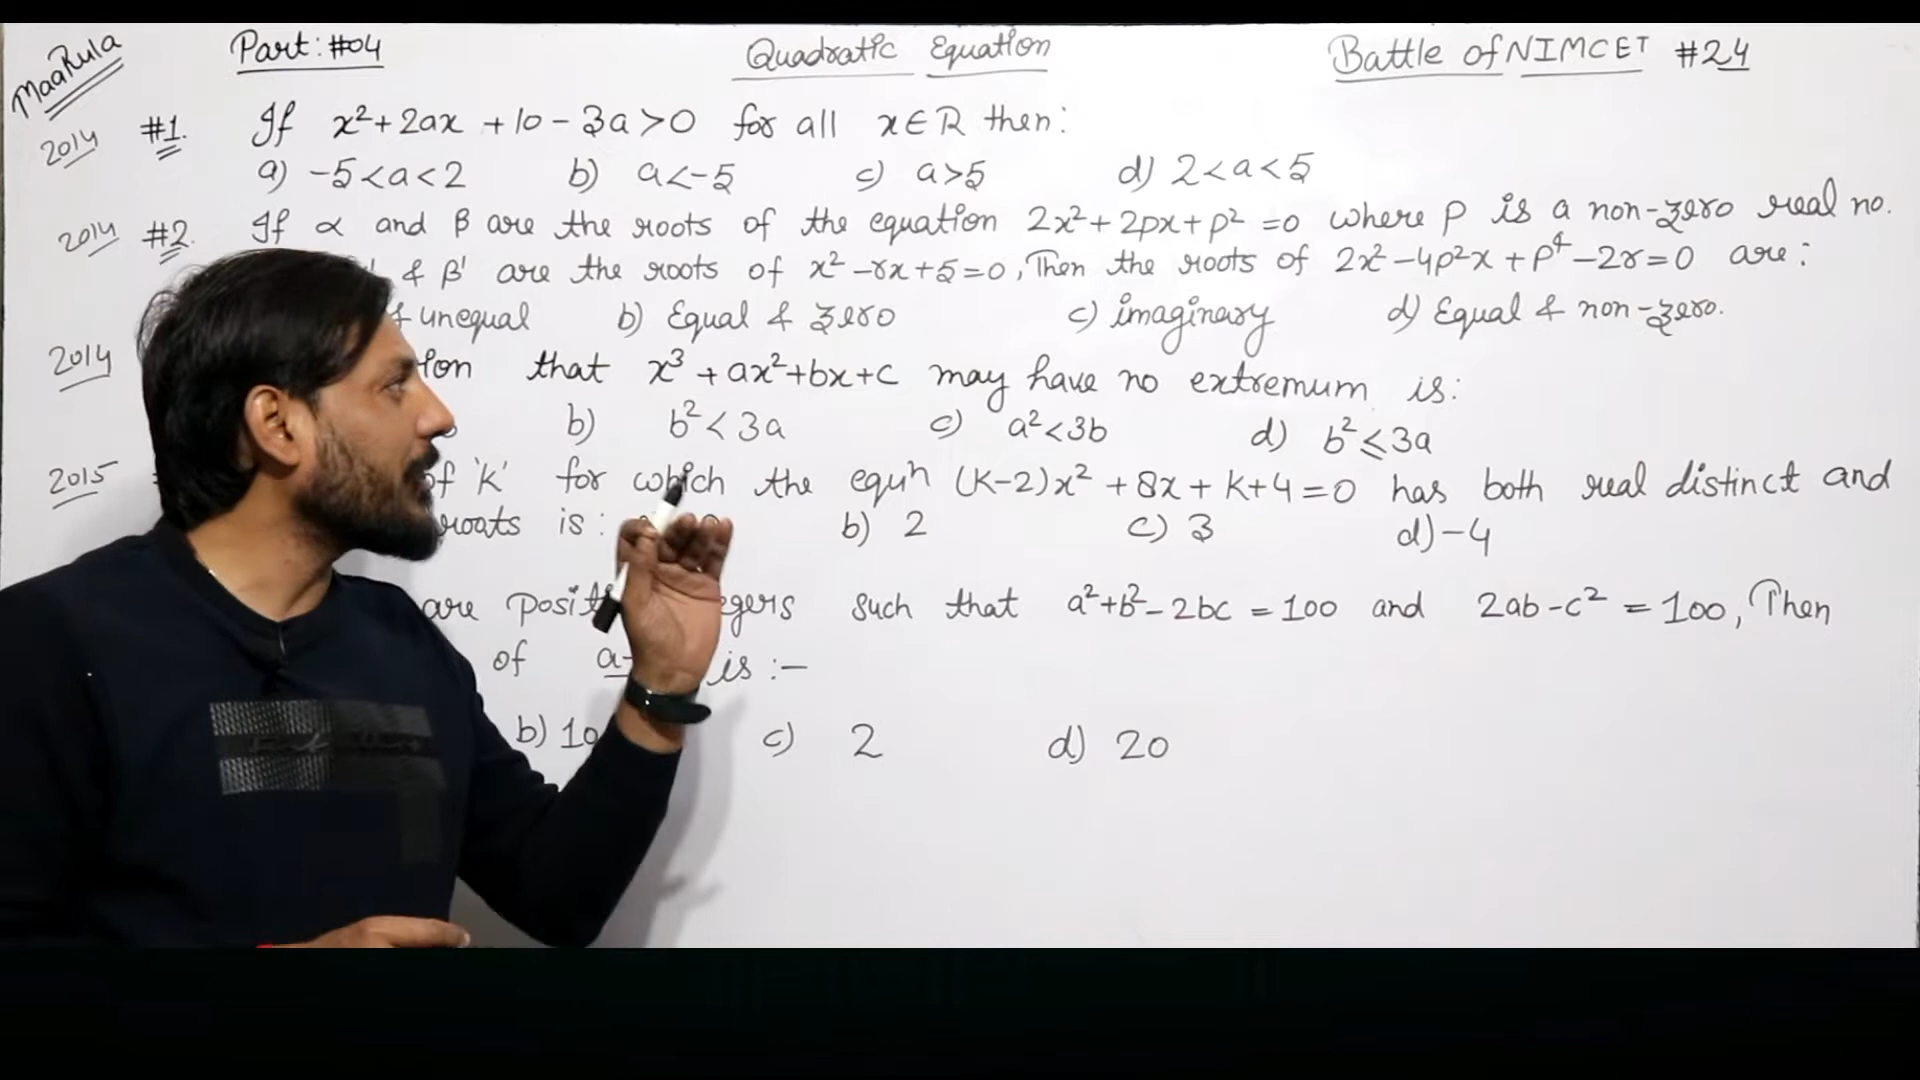 MaaRula
Part: #04 Quadratic Equation Battle of NIMCET #24
2014 #1. If x²+2ax +10-3a>0 for all x∈R then:
a) -5<a<2 b) a<-5 c) a>5 d) 2<a<5
2014 #2. If α and β are the roots of the equation 2x²+2px+p²=0 where p is a non-zero real no.
& β' are the roots of x²-rx+5=0, Then the roots of 2x²-4p²x+p⁴-2r=0 are:
& unequal b) Equal & zero c) imaginary d) Equal & non-zero.
2014 that x³+ax²+bx+c may have no extremum is:
b) b²<3a c) a²<3b d) b²≤3a
2015 of 'K' for which the equn (K-2)x²+8x+k+4=0 has both real distinct and
roots is: b) 2 c) 3 d) -4
are such that a²+b²-2bc=100 and 2ab-c²=100, Then
of is:-
b) 10 c) 2 d) 20